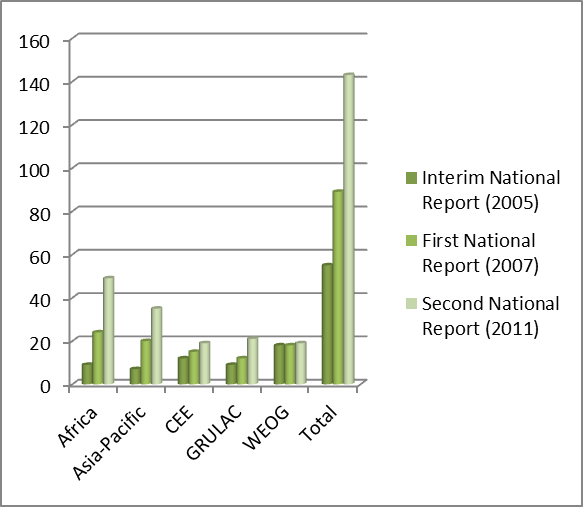 160
140
120
100
80
60
40
20
0
Africa
Asia-Pacific
CEE
GRULAC
WEOG
Total
Interim National
Report (2005)
First National
Report (2007)
Second National
Report (2011)